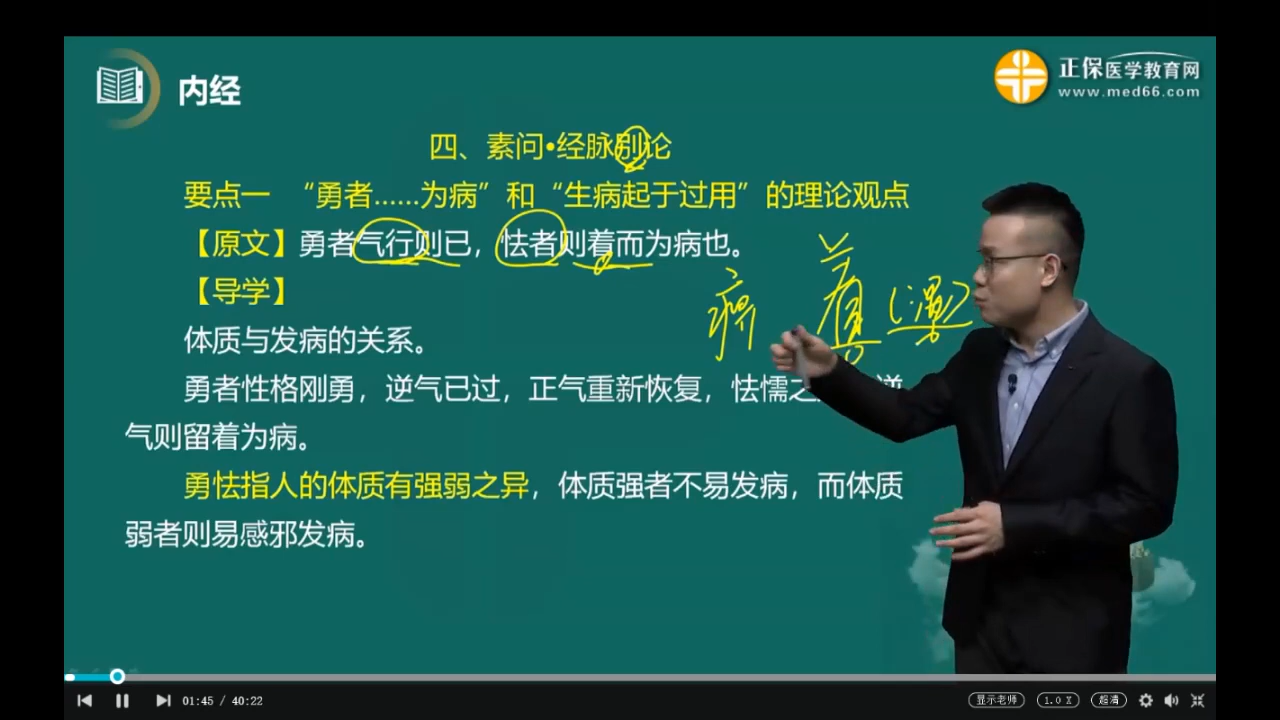 内经
正保医学教育网
www.med66.com
四、素问•经脉别论
要点一 “勇者……为病”和“生病起于过用”的理论观点
【原文】勇者气行则已，怯者则着而为病也。
【导学】
痹 着 (湿)
体质与发病的关系。
勇者性格刚勇，逆气已过，正气重新恢复，怯懦之
气则留着为病。
勇怯指人的体质有强弱之异，体质强者不易发病，而体质
弱者则易感邪发病。
01:45 / 40:22
显示老师
1.0 X
超清